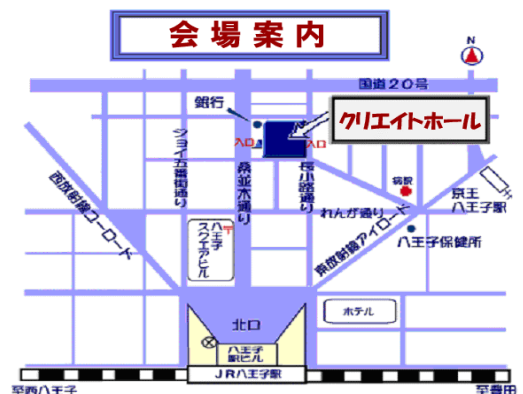 会場案内
N
国道20号
銀行
クリエイトホール
入口
入口
ジョイ五番街通り
桑並木通り
長小路通り
病院
京王
八王子駅
西放射線ユーロード
れんが通り
八王子
スクエアビル
東放射線アイロード
八王子保健所
ホテル
北口
八王子
駅ビル
JR八王子駅
至西八王子
至豊田